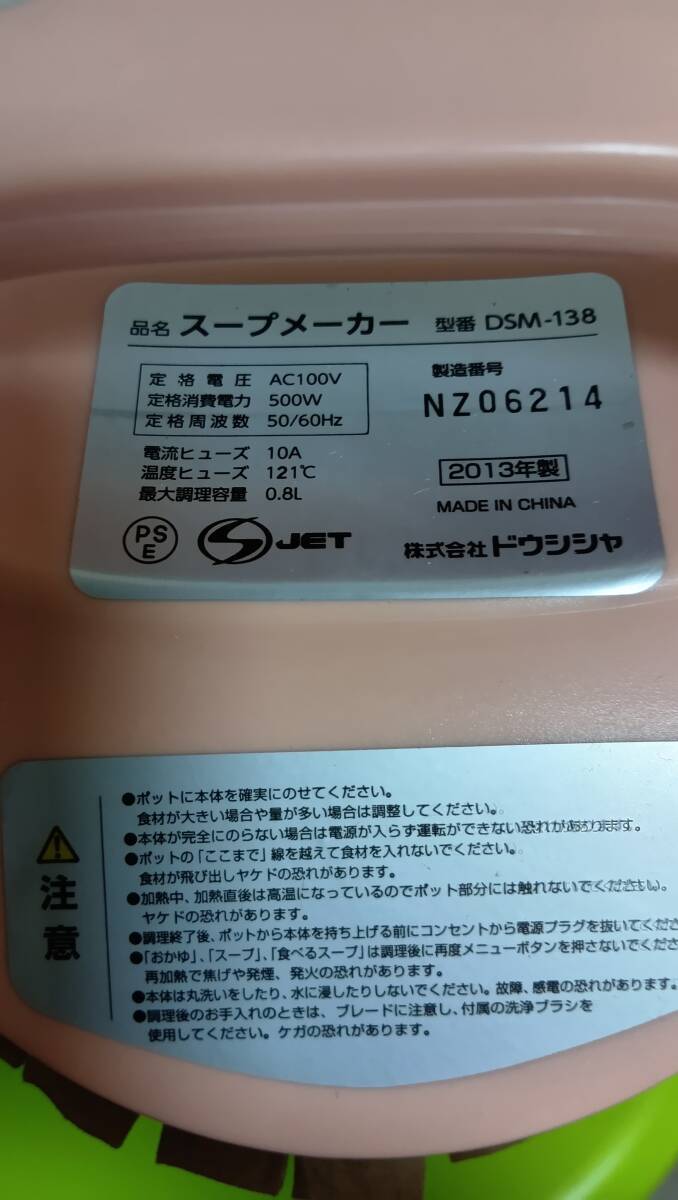 品名 スープメーカー 型番 DSM-138
定格電圧 AC100V
定格消費電力 500W
定格周波数 50/60Hz
電流ヒューズ 10A
温度ヒューズ 121℃
最大調理容量 0.8L
PS
E
JET
製造番号
NZ06214
2013年製
MADE IN CHINA
株式会社 ドウシシャ
注意
●ポットに本体を確実にのせてください。
食材が大きい場合や量が多い場合は調整してください。
●本体が完全にのらない場合は電源が入らず運転ができない恐れがあります。
●ポットの「ここまで」線を越えて食材を入れないでください。
食材が飛び出しヤケドの恐れがあります。
●加熱中、加熱直後は高温になっているのでポット部分には触れないでください。
ヤケドの恐れがあります。
●調理終了後、ポットから本体を持ち上げる前にコンセントから電源プラグを抜いてくださ
●「おかゆ」、「スープ」、「食べるスープ」は調理後に再度メニューボタンを押さないでくださ
再加熱で焦げや発煙、発火の恐れがあります。
●本体は丸洗いをしたり、水に浸したりしないでください。故障、感電の恐れがあります。
●調理後のお手入れのときは、ブレードに注意し、付属の洗浄ブラシを
使用してください。ケガの恐れがあります。